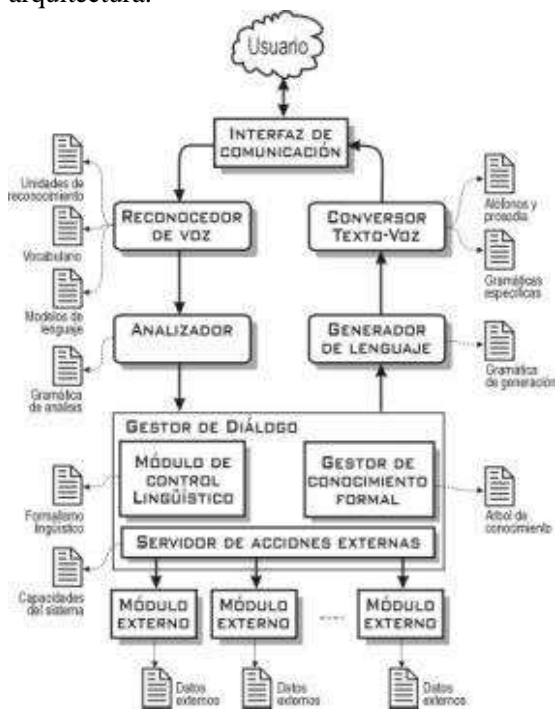 arquitectura.
Usuario
INTERFAZ DE
COMUNICACIÓN
Unidades de
reconocimiento
RECONOCEDOR
DE VOZ
CONVERSOR
TEXTO-VOZ
Alófonos y
prosodia
Vocabulario
Gramáticas
específicas
Modelos de
lenguaje
ANALIZADOR
GENERADOR
DE LENGUAJE
Gramática
de análisis
Gramática
de generación
GESTOR DE DIÁLOGO
MÓDULO DE
CONTROL
LINGÜÍSTICO
GESTOR DE
CONOCIMIENTO
FORMAL
Formalismo
lingüístico
Arbol de
conocimiento
SERVIDOR DE ACCIONES EXTERNAS
Capacidades
del sistema
MÓDULO
EXTERNO
MÓDULO
EXTERNO
MÓDULO
EXTERNO
Datos
externos
Datos
externos
Datos
externos